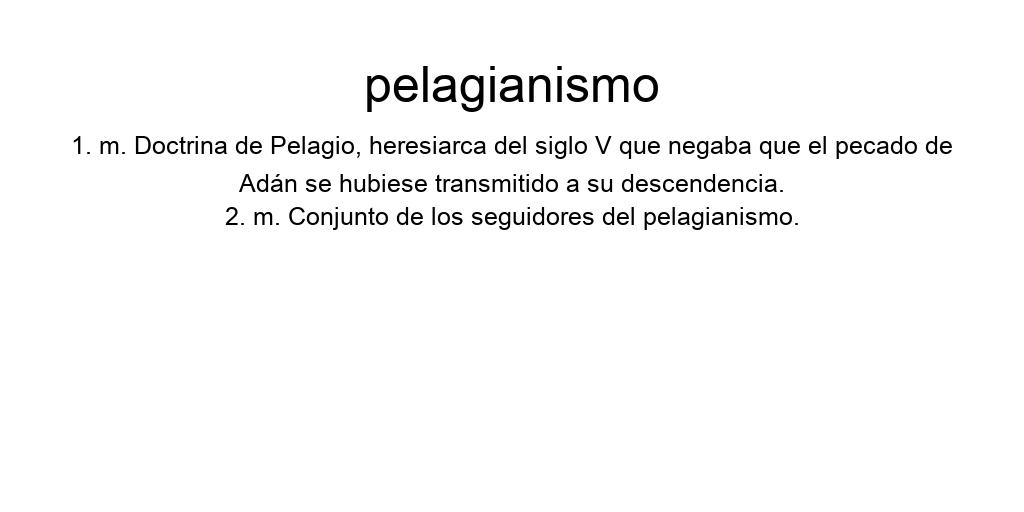 pelagianismo
1. m. Doctrina de Pelagio, heresiarca del siglo V que negaba que el pecado de
Adán se hubiese transmitido a su descendencia.
2. m. Conjunto de los seguidores del pelagianismo.